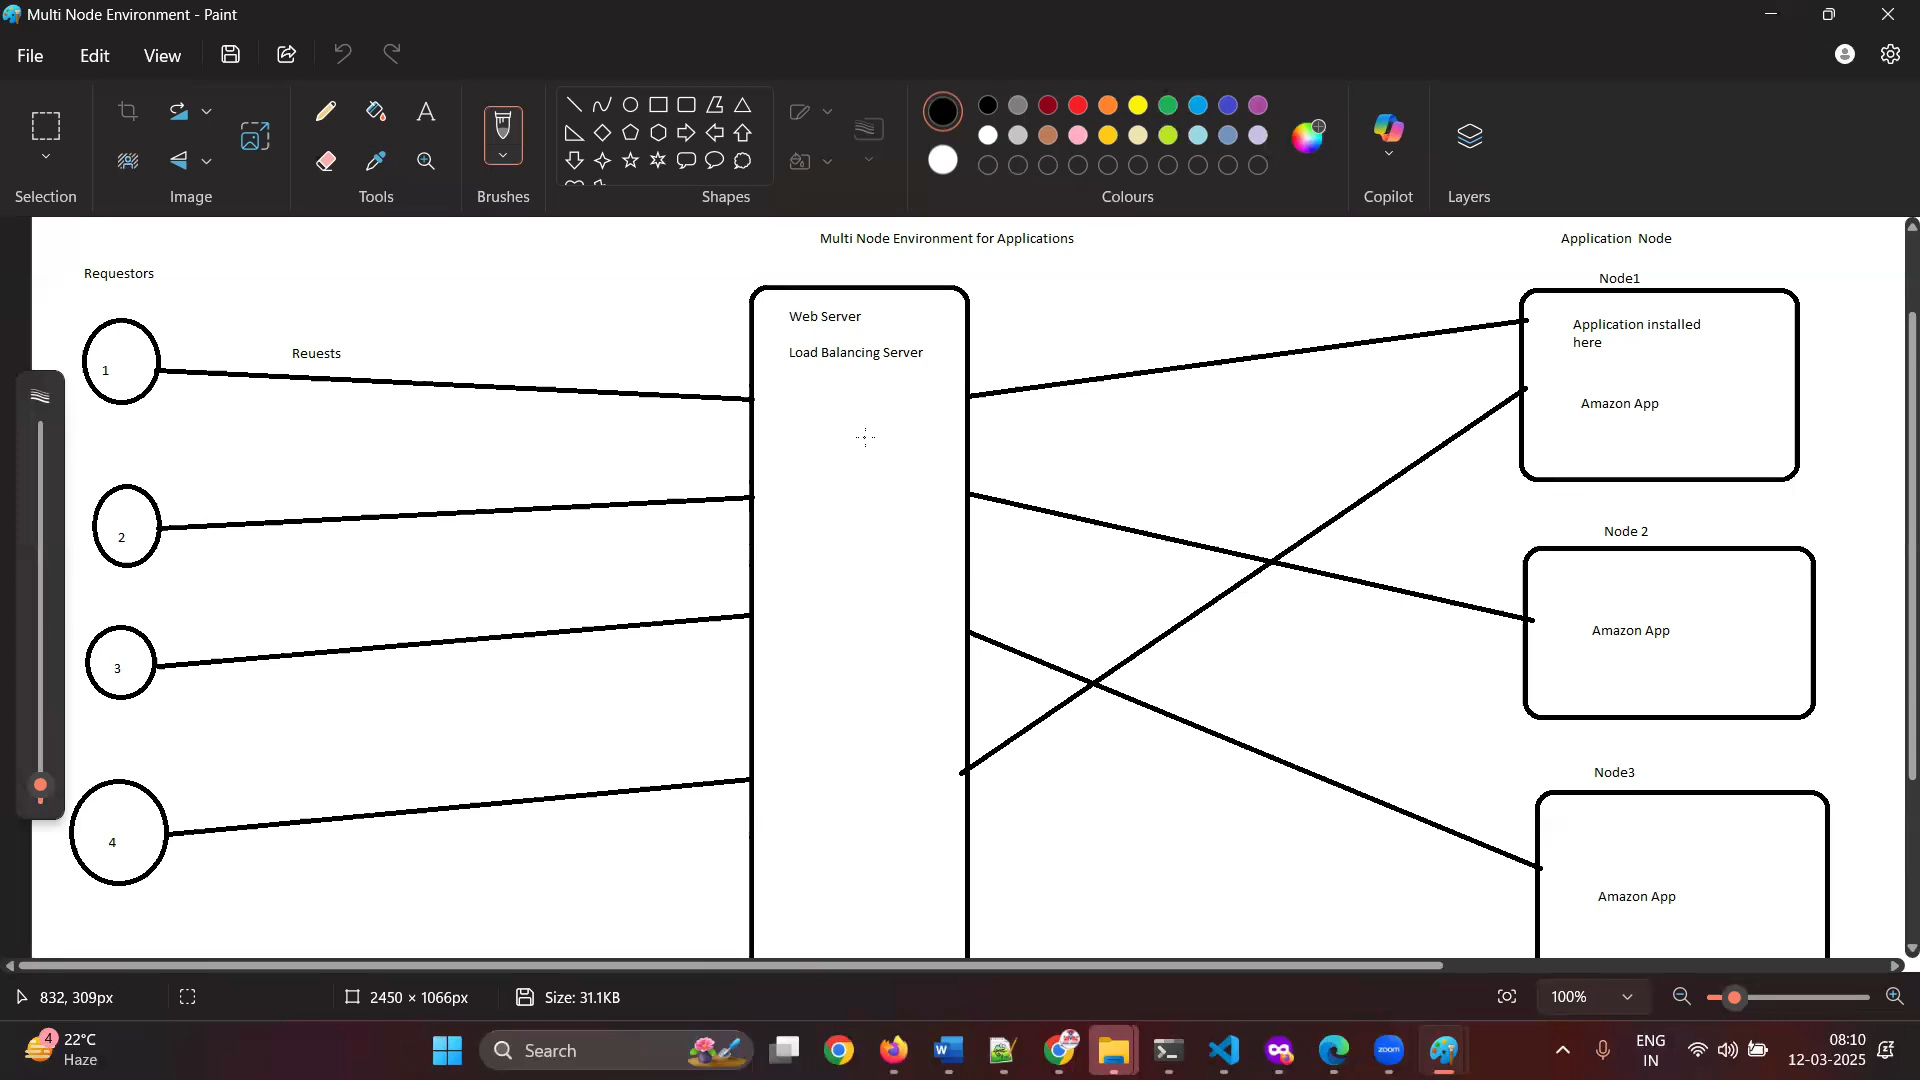 Multi Node Environment - Paint
File Edit View
Selection
Image
Tools
Brushes
Shapes
Colours
Copilot
Layers
Multi Node Environment for Applications
Application Node
Requestors
Node1
Web Server
Application installed
here
Load Balancing Server
Reuests
1
Amazon App
2
Node 2
Amazon App
3
Node3
4
Amazon App
832, 309px
2450 × 1066px
Size: 31.1KB
100%
4
22°C
Haze
Search
zoom
ENG
IN
08:10
12-03-2025